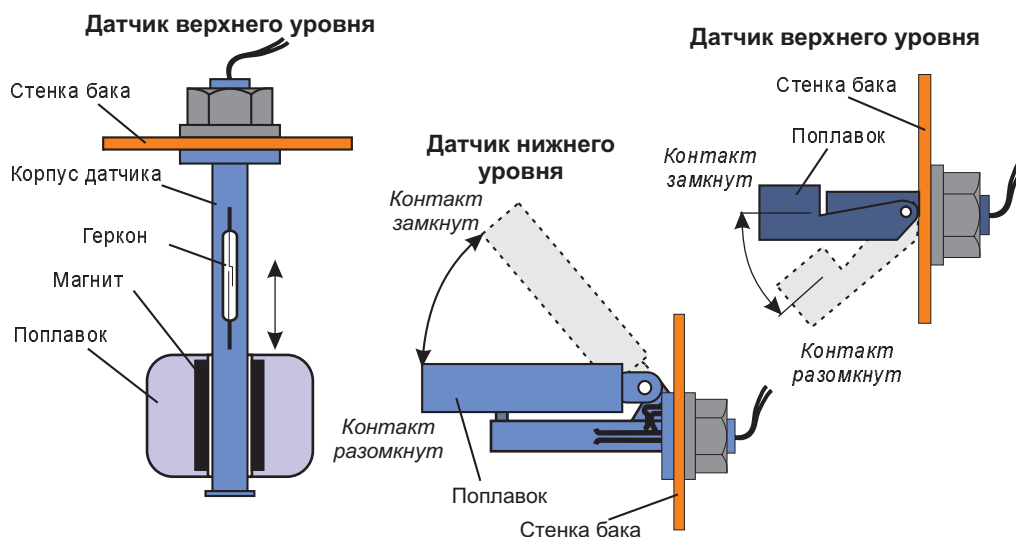 Датчик верхнего уровня
Стенка бака
Корпус датчика
Геркон
Магнит
Поплавок
Датчик нижнего
уровня
Контакт
замкнут
Контакт
разомкнут
Поплавок
Стенка бака
Датчик верхнего уровня
Стенка бака
Поплавок
Контакт
замкнут
Контакт
разомкнут